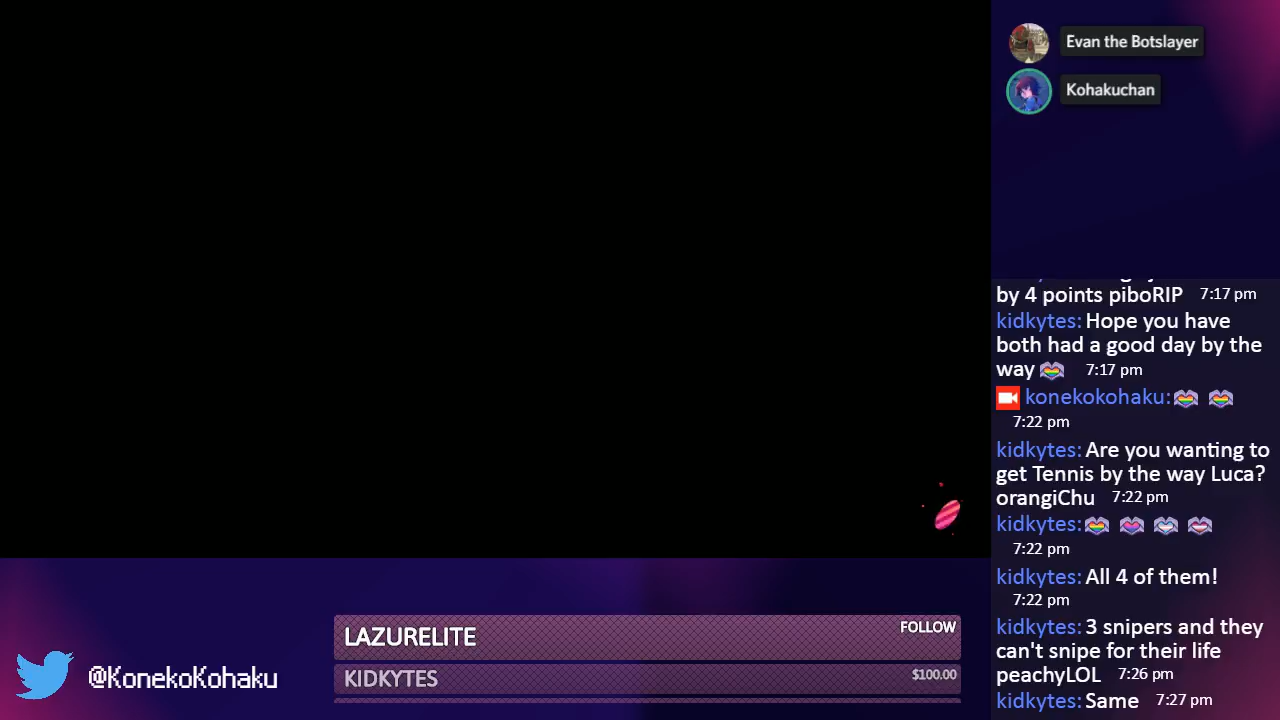 Evan the Botslayer
Kohakuchan
by 4 points piboRIP 7:17 pm
kidkytes: Hope you have
both had a good day by the
way 7:17 pm
konekokohaku:
7:22 pm
kidkytes: Are you wanting to
get Tennis by the way Luca?
orangiChu 7:22 pm
kidkytes:
7:22 pm
kidkytes: All 4 of them!
7:22 pm
kidkytes: 3 snipers and they
can't snipe for their life
peachyLOL 7:26 pm
kidkytes: Same 7:27 pm
LAZURELITE FOLLOW
KIDKYTES $100.00
@KonekoKohaku